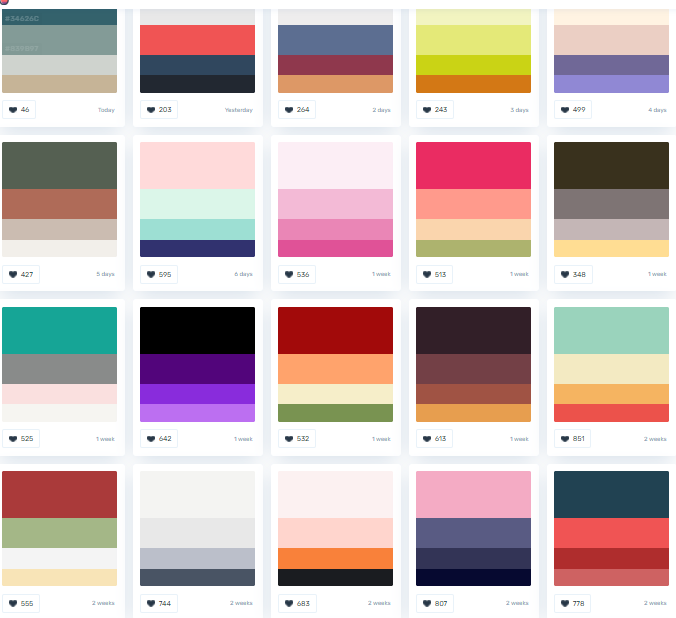 #34626C
#839B97
46 Today
203 Yesterday
264 2 days
243 3 days
499 4 days
427 5 days
595 6 days
536 1 week
513 1 week
348 1 week
525 1 week
642 1 week
532 1 week
613 1 week
851 2 weeks
555 2 weeks
744 2 weeks
683 2 weeks
807 2 weeks
778 2 weeks